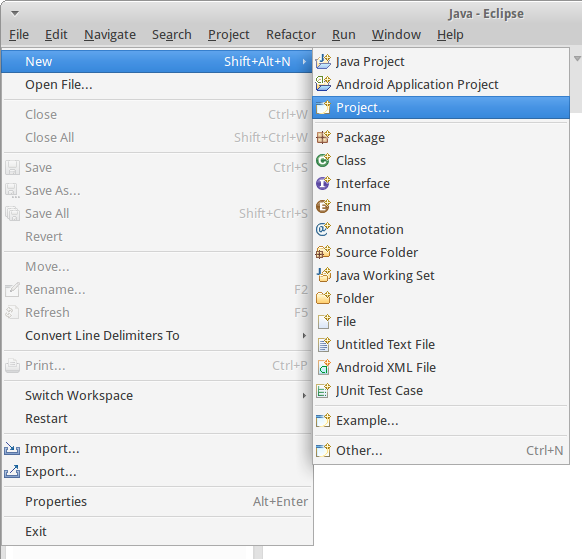 Java - Eclipse
File Edit Navigate Search Project Refactor Run Window Help
New Shift+Alt+N
Open File...
Close Ctrl+W
Close All Shift+Ctrl+W
Save Ctrl+S
Save As...
Save All Shift+Ctrl+S
Revert
Move...
Rename... F2
Refresh F5
Convert Line Delimiters To
Print... Ctrl+P
Switch Workspace
Restart
Import...
Export...
Properties Alt+Enter
Exit
Java Project
Android Application Project
Project...
Package
Class
Interface
Enum
Annotation
Source Folder
Java Working Set
Folder
File
Untitled Text File
Android XML File
JUnit Test Case
Example...
Other... Ctrl+N